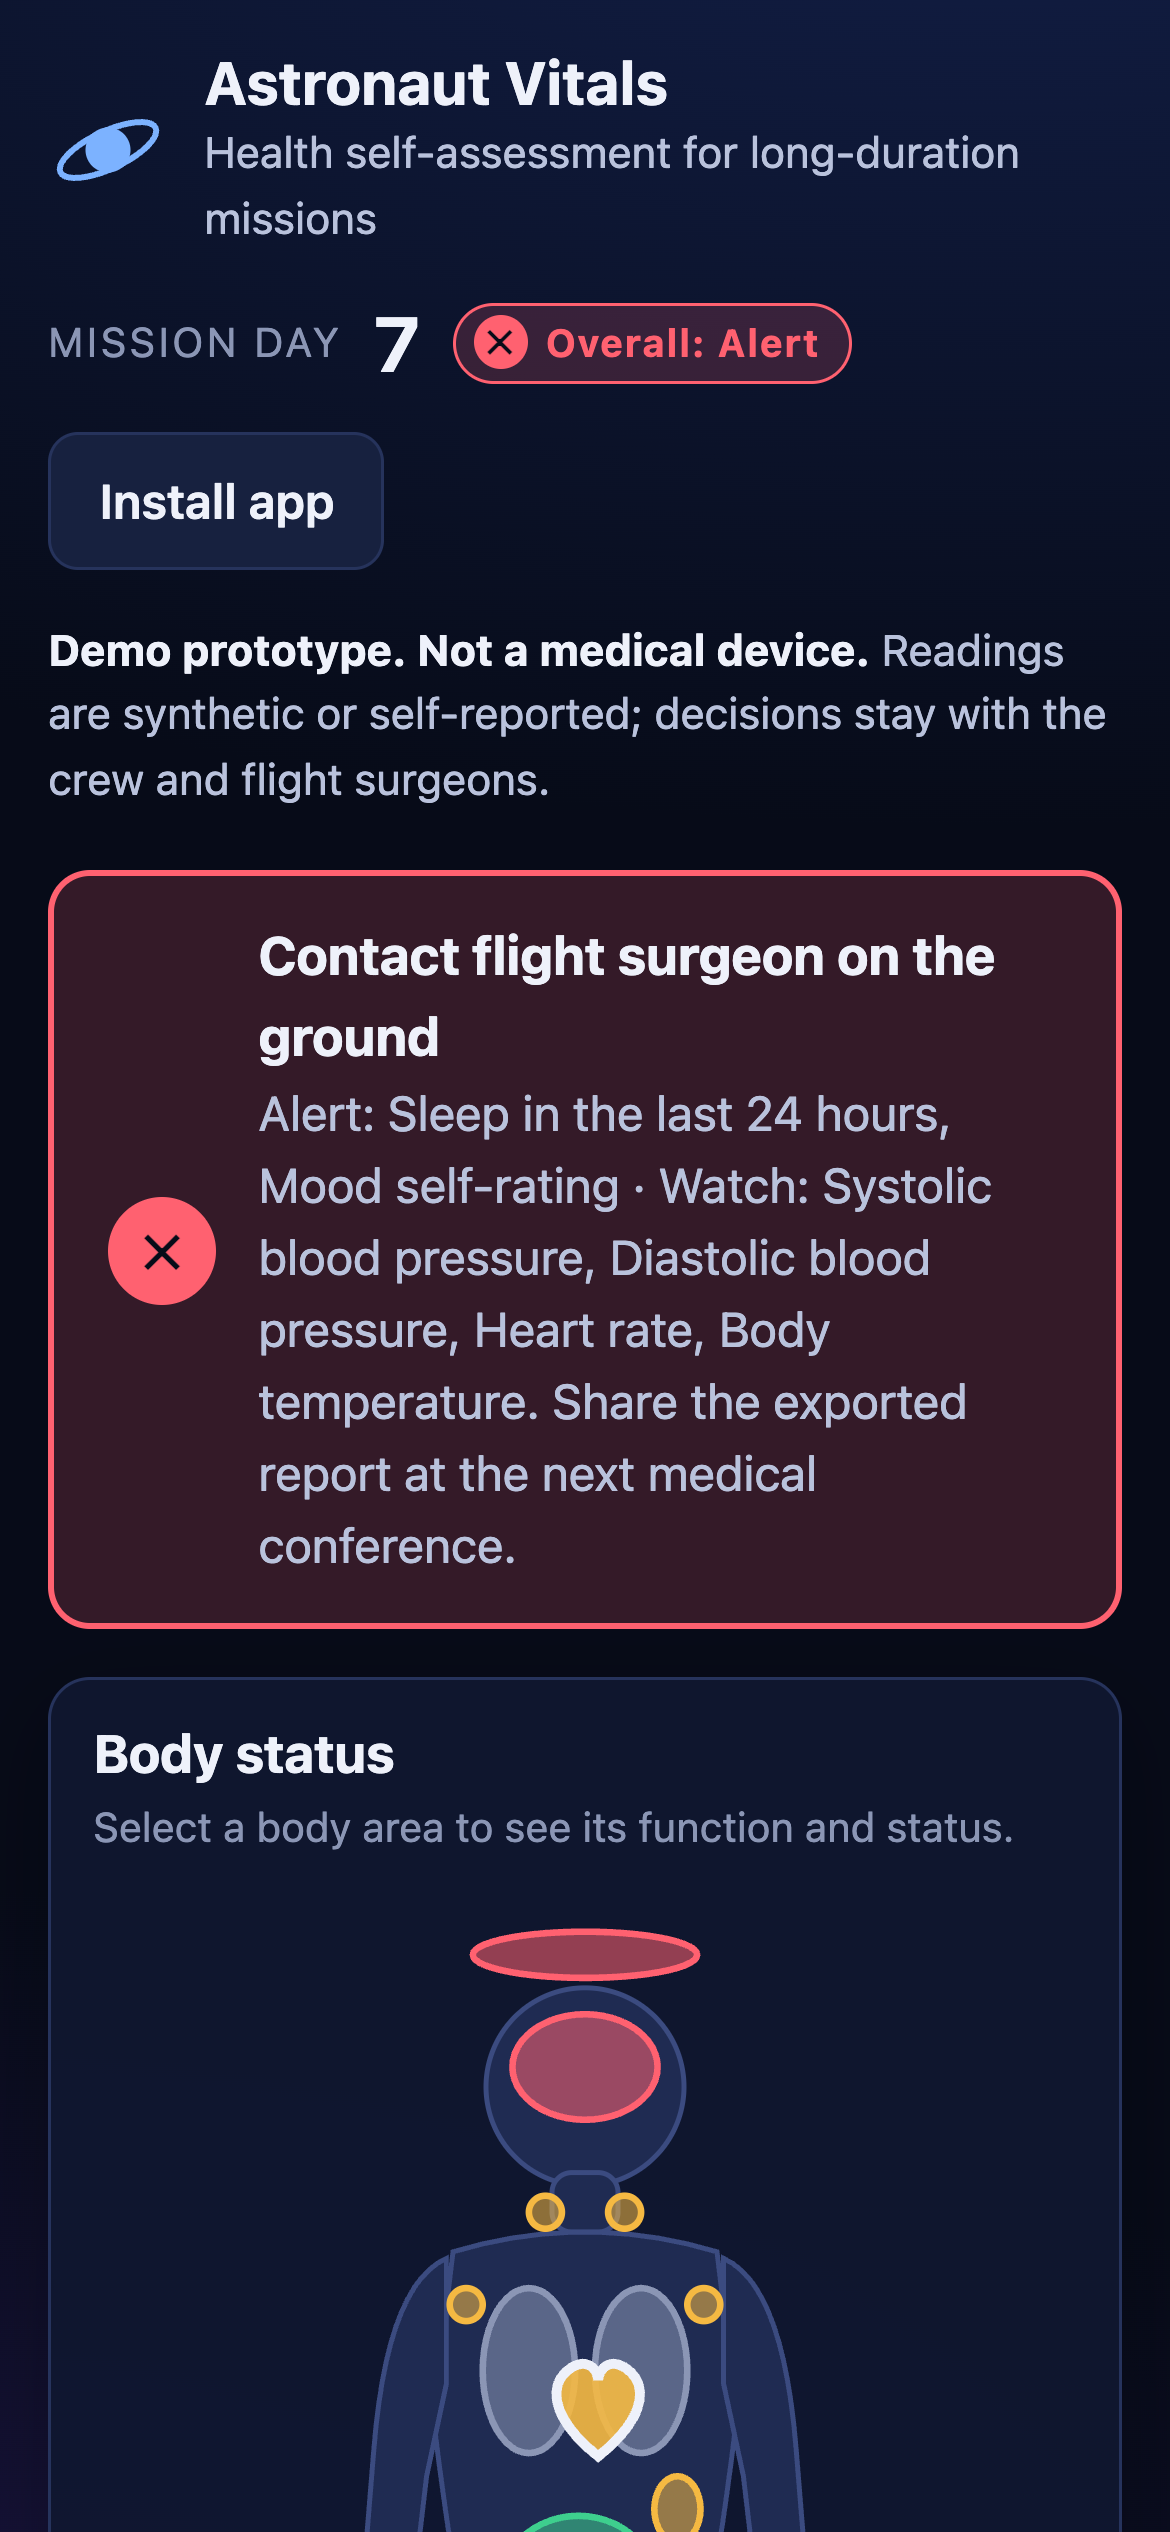 Astronaut Vitals
Health self-assessment for long-duration
missions
MISSION DAY 7 Overall: Alert
Install app
Demo prototype. Not a medical device. Readings
are synthetic or self-reported; decisions stay with the
crew and flight surgeons.
Contact flight surgeon on the
ground
Alert: Sleep in the last 24 hours,
Mood self-rating · Watch: Systolic
blood pressure, Diastolic blood
pressure, Heart rate, Body
temperature. Share the exported
report at the next medical
conference.
Body status
Select a body area to see its function and status.